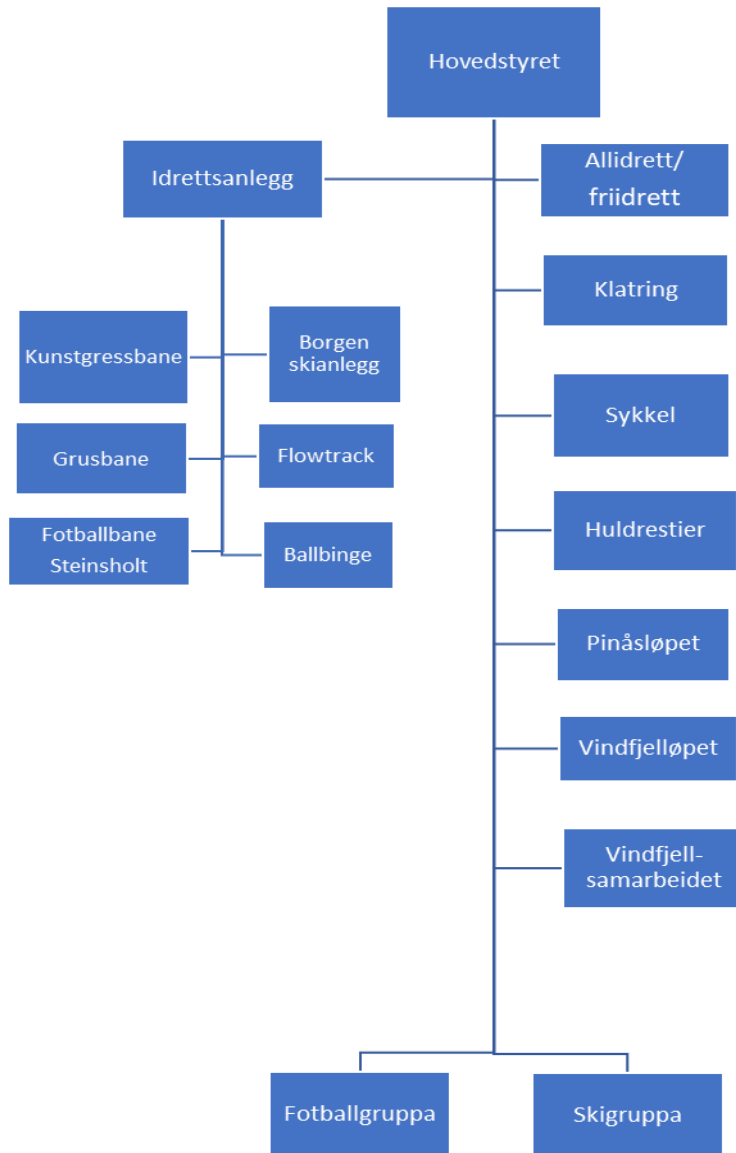 Hovedstyret
Idrettsanlegg
Allidrett/
friidrett
Klatring
Kunstgressbane
Borgen
skianlegg
Sykkel
Grusbane
Flowtrack
Fotballbane
Steinsholt
Ballbinge
Huldrestier
Pinåsløpet
Vindfjelløpet
Vindfjell-
samarbeidet
Fotballgruppa
Skigruppa